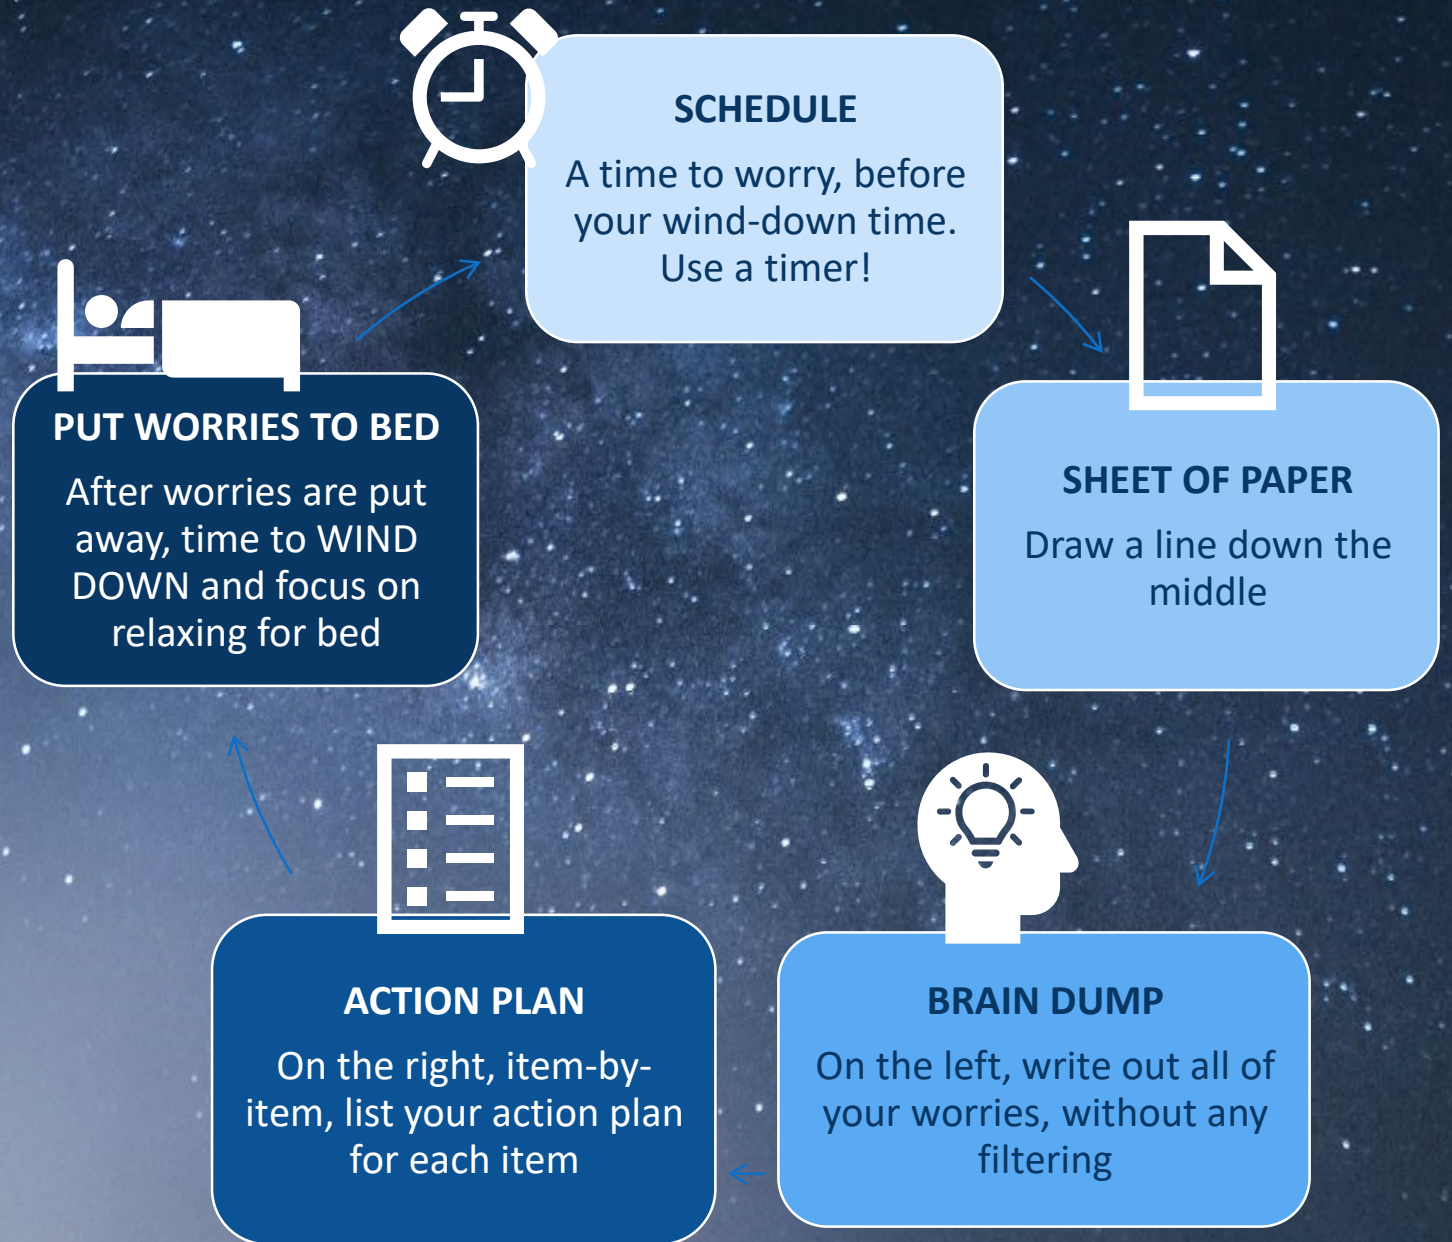 SCHEDULE
A time to worry, before
your wind-down time.
Use a timer!
SHEET OF PAPER
Draw a line down the
middle
BRAIN DUMP
On the left, write out all of
your worries, without any
filtering
ACTION PLAN
On the right, item-by-
item, list your action plan
for each item
PUT WORRIES TO BED
After worries are put
away, time to WIND
DOWN and focus on
relaxing for bed